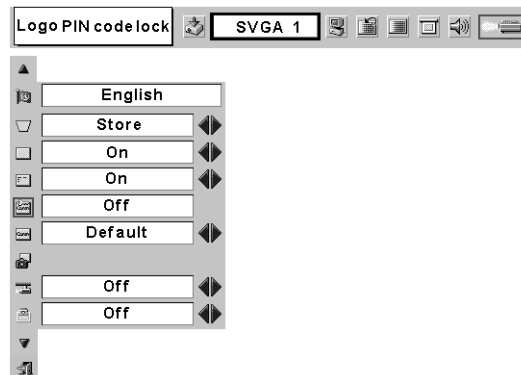 Logo PIN code lock SVGA 1
English
Store
On
On
Off
Default
Off
Off